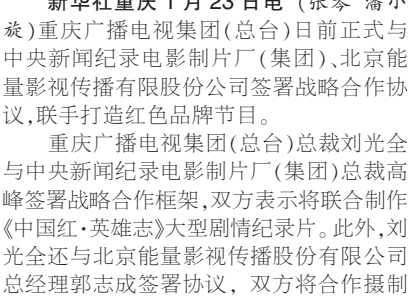 新华社重庆1月23日电(张琴 潘小
旋)重庆广播电视集团(总台)日前正式与
中央新闻纪录电影制片厂(集团)、北京能
量影视传播有限股份公司签署战略合作协
议,联手打造红色品牌节目。
重庆广播电视集团(总台)总裁刘光全
与中央新闻纪录电影制片厂(集团)总裁高
峰签署战略合作框架,双方表示将联合制作
《中国红·英雄志》大型剧情纪录片。此外,刘
光全还与北京能量影视传播股份有限公司
总经理郭志成签署协议,双方将合作摄制